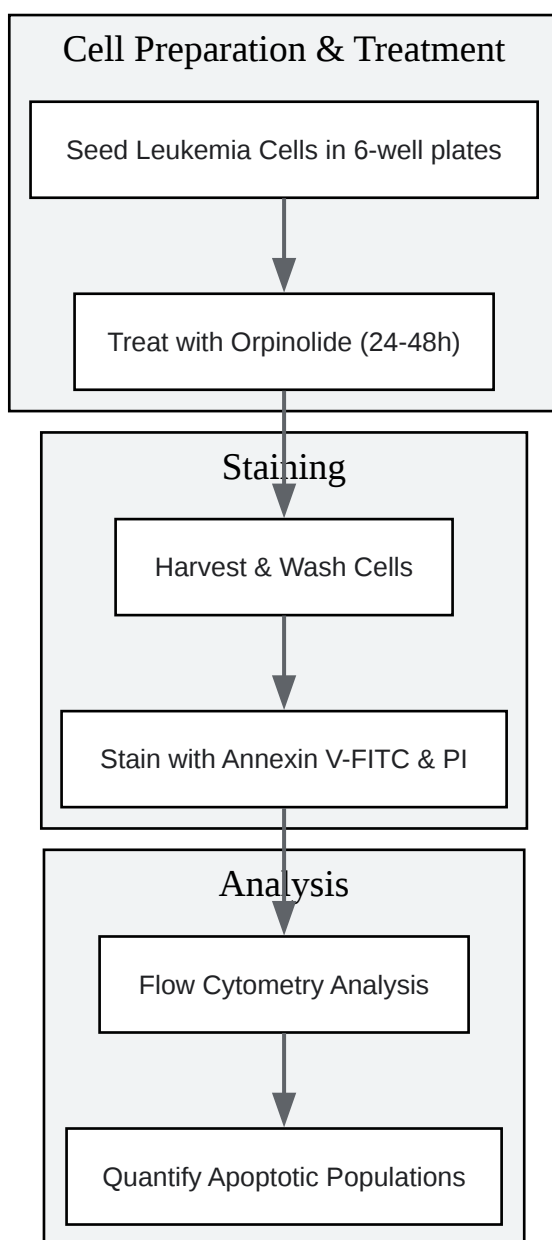 Cell Preparation & Treatment
Seed Leukemia Cells in 6-well plates
Treat with Orpinolide (24-48h)
Staining
Harvest & Wash Cells
Stain with Annexin V-FITC & PI
Analysis
Flow Cytometry Analysis
Quantify Apoptotic Populations